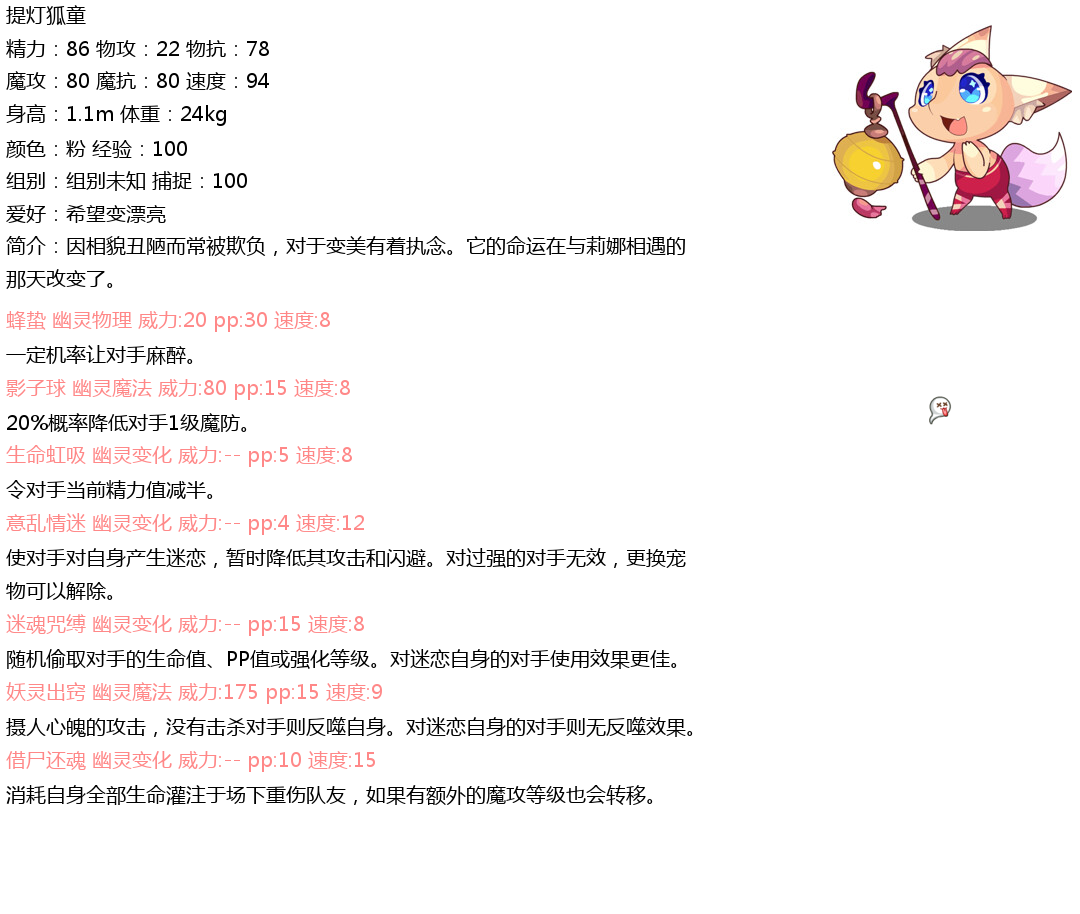 提灯狐童
精力：86 物攻：22 物抗：78
魔攻：80 魔抗：80 速度：94
身高：1.1m 体重：24kg
颜色：粉 经验：100
组别：组别未知 捕捉：100
爱好：希望变漂亮
简介：因相貌丑陋而常被欺负，对于变美有着执念。它的命运在与莉娜相遇的
那天改变了。
蜂蛰 幽灵物理 威力:20 pp:30 速度:8
一定机率让对手麻醉。
影子球 幽灵魔法 威力:80 pp:15 速度:8
20%概率降低对手1级魔防。
生命虹吸 幽灵变化 威力:-- pp:5 速度:8
令对手当前精力值减半。
意乱情迷 幽灵变化 威力:-- pp:4 速度:12
使对手对自身产生迷恋，暂时降低其攻击和闪避。对过强的对手无效，更换宠
物可以解除。
迷魂咒缚 幽灵变化 威力:-- pp:15 速度:8
随机偷取对手的生命值、PP值或强化等级。对迷恋自身的对手使用效果更佳。
妖灵出窍 幽灵魔法 威力:175 pp:15 速度:9
摄人心魄的攻击，没有击杀对手则反噬自身。对迷恋自身的对手则无反噬效果。
借尸还魂 幽灵变化 威力:-- pp:10 速度:15
消耗自身全部生命灌注于场下重伤队友，如果有额外的魔攻等级也会转移。